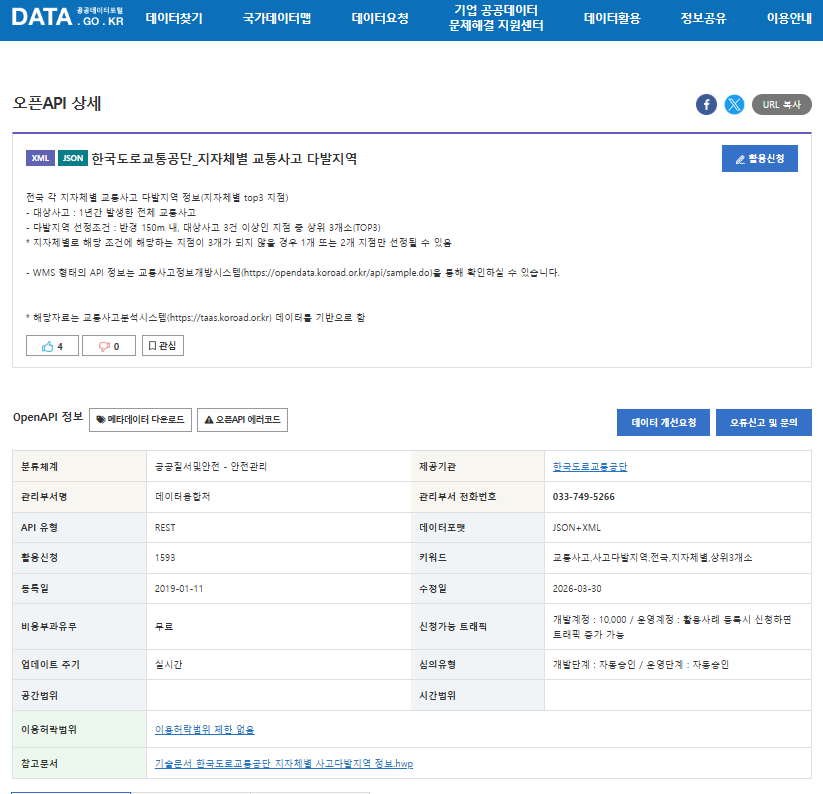 DATA 공공데이터포털 .GO.KR
데이터찾기
국가데이터맵
데이터요청
기업 공공데이터
문제해결 지원센터
데이터활용
정보공유
이용안내
오픈API 상세
URL 복사
XML JSON 한국도로교통공단_지자체별 교통사고 다발지역
활용신청
전국 각 지자체별 교통사고 다발지역 정보(지자체별 top3 지점)
- 대상사고 : 1년간 발생한 전체 교통사고
- 다발지역 선정조건 : 반경 150m 내, 대상사고 3건 이상인 지점 중 상위 3개소(TOP3)
* 지자체별로 해당 조건에 해당하는 지점이 3개가 되지 않을 경우 1개 또는 2개 지점만 선정될 수 있음
- WMS 형태의 API 정보는 교통사고정보개방시스템(https://opendata.koroad.or.kr/api/sample.do)을 통해 확인하실 수 있습니다.
* 해당자료는 교통사고분석시스템(https://taas.koroad.or.kr) 데이터를 기반으로 함
4
0
관심
OpenAPI 정보
메타데이터 다운로드
오픈API 에러코드
데이터 개선요청
오류신고 및 문의
분류체계 공공질서및안전 - 안전관리 제공기관 한국도로교통공단
관리부서명 데이터융합처 관리부서 전화번호 033-749-5266
API 유형 REST 데이터포맷 JSON+XML
활용신청 1593 키워드 교통사고,사고다발지역,전국,지자체별,상위3개소
등록일 2019-01-11 수정일 2026-03-30
비용부과유무 무료 신청가능 트래픽 개발계정 : 10,000 / 운영계정 : 활용사례 등록시 신청하면
트래픽 증가 가능
업데이트 주기 실시간 심의유형 개발단계 : 자동승인 / 운영단계 : 자동승인
공간범위 시간범위
이용허락범위 이용허락범위 제한 없음
참고문서 기술문서_한국도로교통공단_지자체별 사고다발지역 정보.hwp